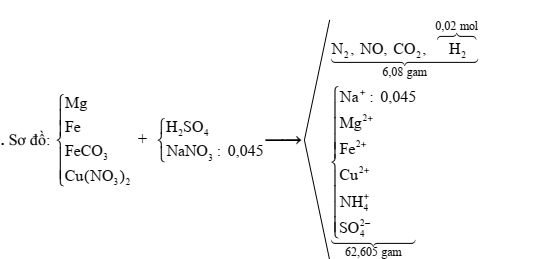 0,02 mol
N₂, NO, CO₂, H₂
6,08 gam
. Sơ đồ:
Mg
Fe
FeCO₃
Cu(NO₃)₂
+
H₂SO₄
NaNO₃ : 0,045
Na⁺ : 0,045
Mg²⁺
Fe²⁺
Cu²⁺
NH₄⁺
SO₄²⁻
62,605 gam